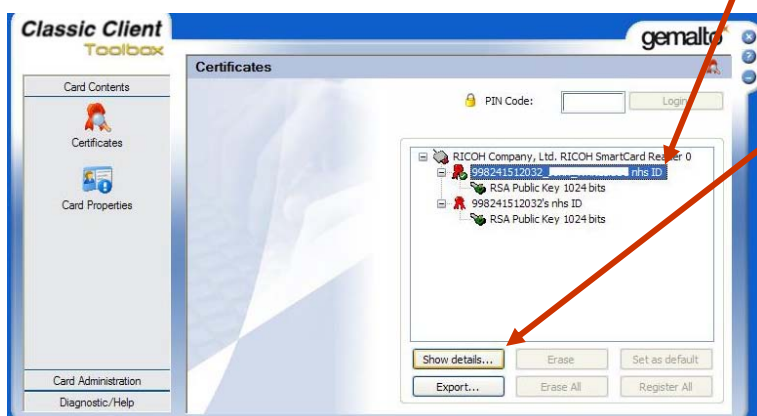 Classic Client
Toolbox
gemalto
Certificates
Card Contents
Certificates
Card Properties
Card Administration
Diagnostic/Help
PIN Code:
Login
RICOH Company, Ltd. RICOH SmartCard Reader 0
998241512032_ nhs ID
RSA Public Key 1024 bits
998241512032's nhs ID
RSA Public Key 1024 bits
Show details...
Erase
Set as default
Export...
Erase All
Register All